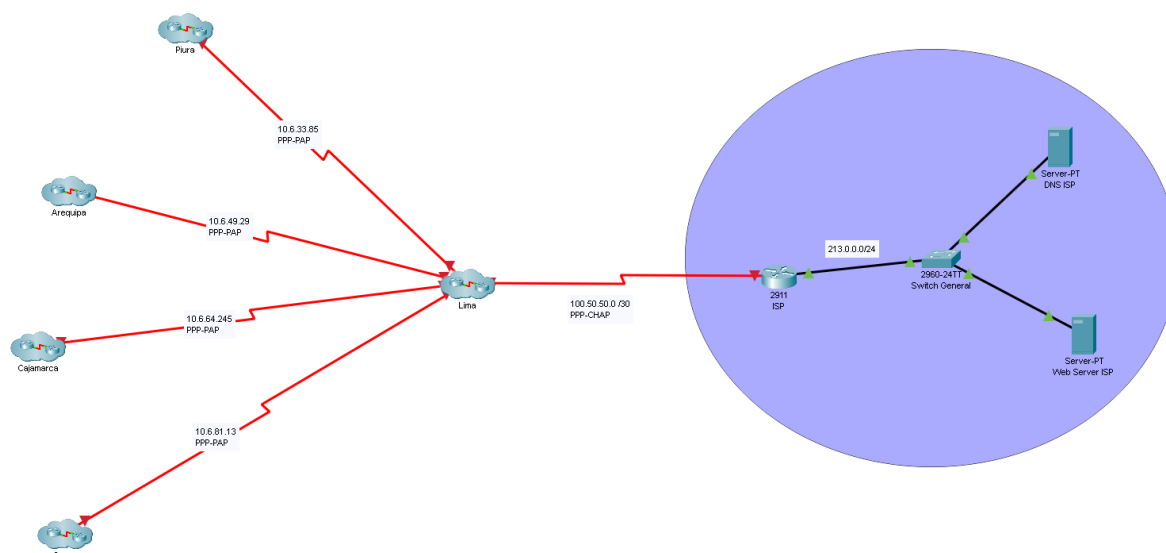 Piura
10.6.33.85
PPP-PAP
Arequipa
10.6.49.29
PPP-PAP
Lima
10.6.64.245
PPP-PAP
Cajamarca
10.6.81.13
PPP-PAP
100.50.50.0 /30
PPP-CHAP
2911
ISP
213.0.0.0/24
2960-24TT
Switch General
Server-PT
DNS ISP
Server-PT
Web Server ISP